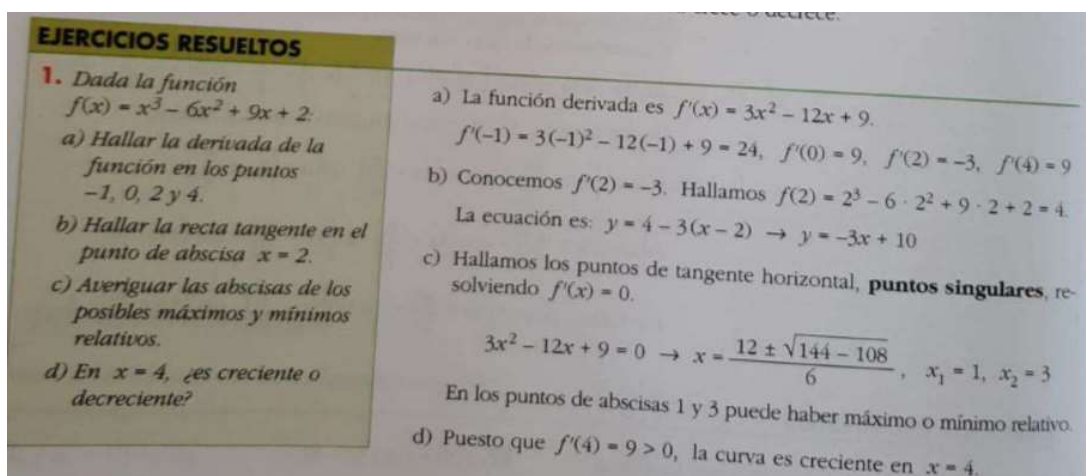 EJERCICIOS RESUELTOS
1. Dada la función
f(x) = x³ – 6x² + 9x + 2:
a) Hallar la derivada de la
función en los puntos
–1, 0, 2 y 4.
b) Hallar la recta tangente en el
punto de abscisa x = 2.
c) Averiguar las abscisas de los
posibles máximos y mínimos
relativos.
d) En x = 4, ¿es creciente o
decreciente?
a) La función derivada es f'(x) = 3x² – 12x + 9.
f'(–1) = 3(–1)² – 12(–1) + 9 = 24, f'(0) = 9, f'(2) = –3, f'(4) = 9
b) Conocemos f'(2) = –3. Hallamos f(2) = 2³ – 6 · 2² + 9 · 2 + 2 = 4.
La ecuación es: y = 4 – 3(x – 2) → y = –3x + 10
c) Hallamos los puntos de tangente horizontal, puntos singulares, re-
solviendo f'(x) = 0.
3x² – 12x + 9 = 0 → x = (12 ± √(144 – 108))/6, x₁ = 1, x₂ = 3
En los puntos de abscisas 1 y 3 puede haber máximo o mínimo relativo.
d) Puesto que f'(4) = 9 > 0, la curva es creciente en x = 4.